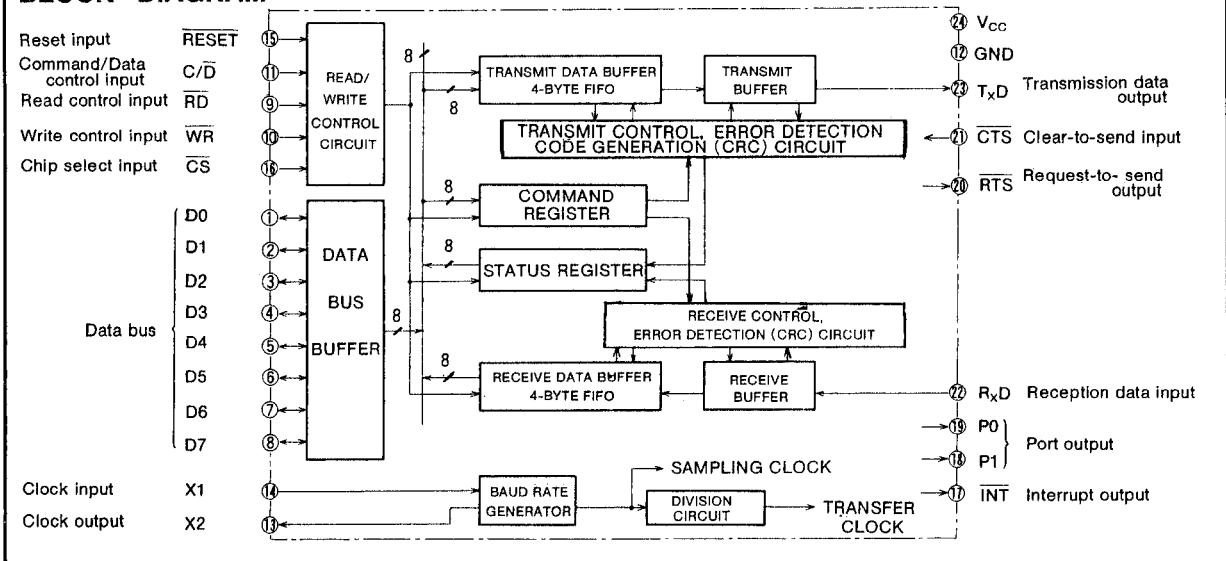 BLOCK DIAGRAM
Reset input RESET 15
Command/Data control input C/D 11
Read control input RD 9
Write control input WR 10
Chip select input CS 16
READ/
WRITE
CONTROL
CIRCUIT
Data bus
D0 1
D1 2
D2 3
D3 4
D4 5
D5 6
D6 7
D7 8
DATA
BUS
BUFFER
8
8
8
TRANSMIT DATA BUFFER
4-BYTE FIFO
TRANSMIT
BUFFER
TRANSMIT CONTROL, ERROR DETECTION
CODE GENERATION (CRC) CIRCUIT
8
COMMAND
REGISTER
8
STATUS REGISTER
RECEIVE CONTROL,
ERROR DETECTION (CRC) CIRCUIT
8
RECEIVE DATA BUFFER
4-BYTE FIFO
RECEIVE
BUFFER
Clock input X1 14
Clock output X2 13
BAUD RATE
GENERATOR
SAMPLING CLOCK
DIVISION
CIRCUIT
TRANSFER
CLOCK
24 VCC
12 GND
23 TxD Transmission data
output
21 CTS Clear-to-send input
20 RTS Request-to- send
output
22 RxD Reception data input
19 P0
18 P1
Port output
17 INT Interrupt output